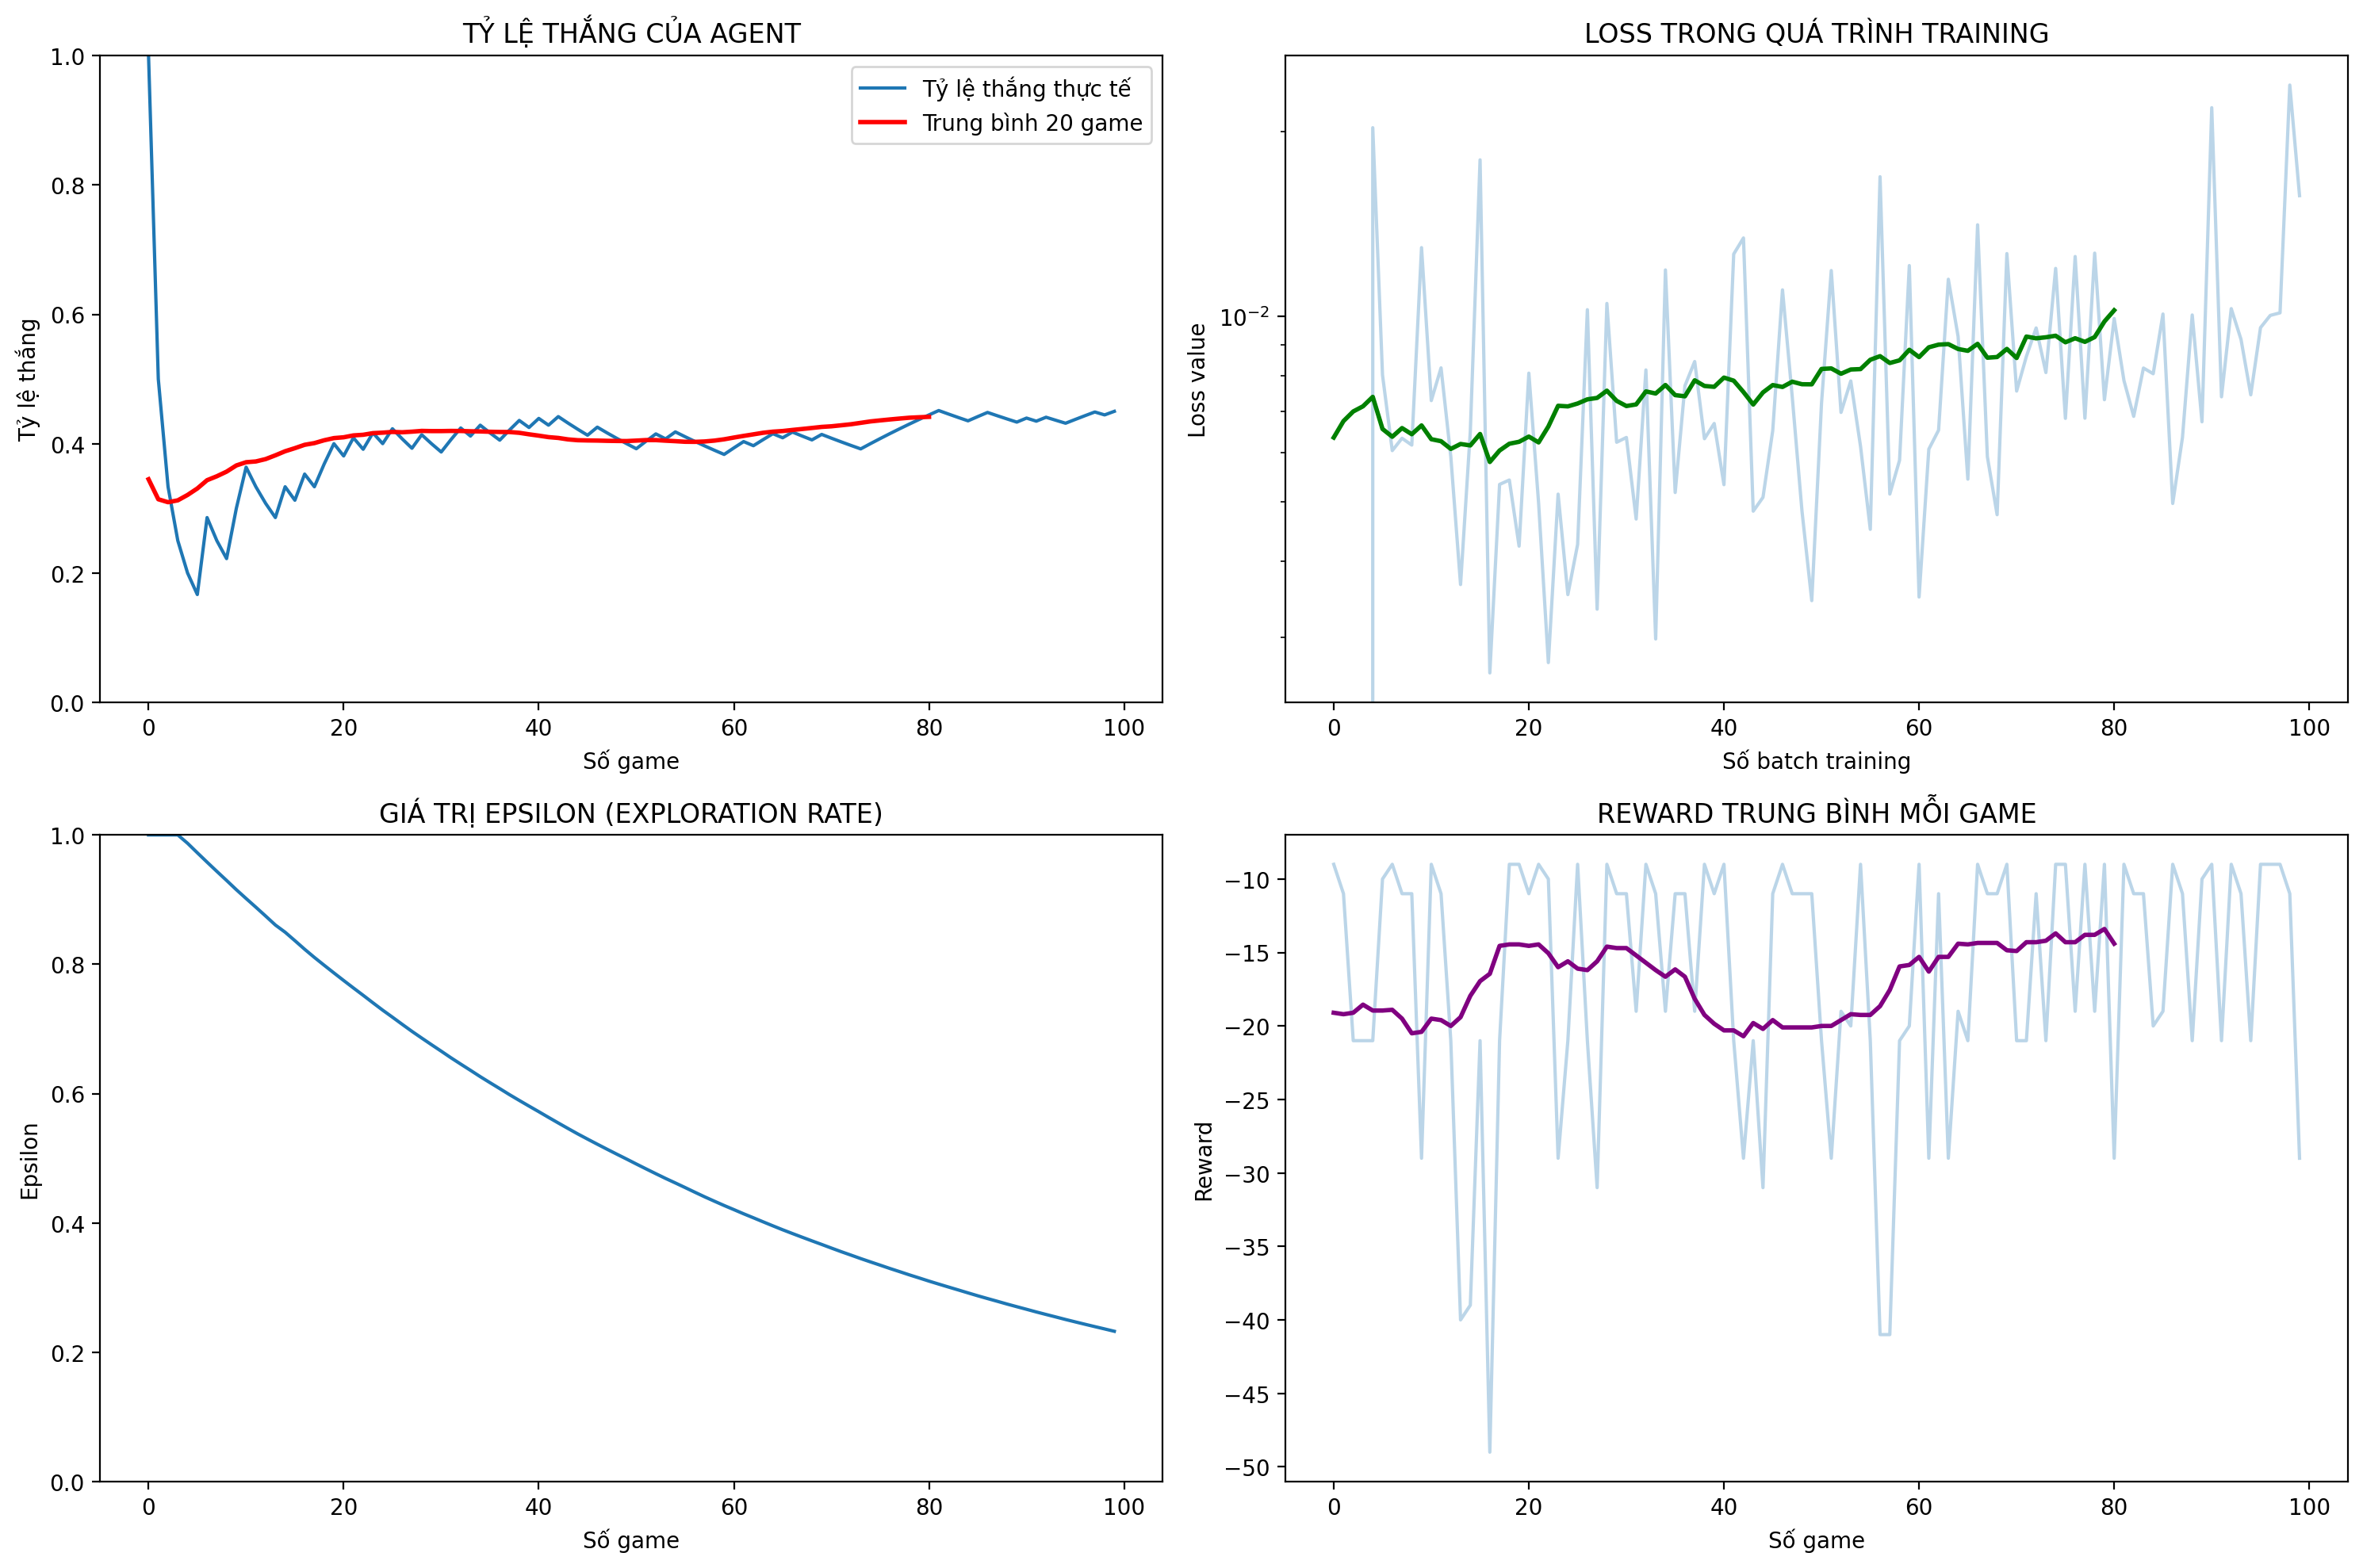 TỶ LỆ THẮNG CỦA AGENT
1.0
0.8
0.6
0.4
0.2
0.0
Tỷ lệ thắng
Tỷ lệ thắng thực tế
Trung bình 20 game
0 20 40 60 80 100
Số game
LOSS TRONG QUÁ TRÌNH TRAINING
10⁻²
Loss value
0 20 40 60 80 100
Số batch training
GIÁ TRỊ EPSILON (EXPLORATION RATE)
1.0
0.8
0.6
0.4
0.2
0.0
Epsilon
0 20 40 60 80 100
Số game
REWARD TRUNG BÌNH MỖI GAME
−10
−15
−20
−25
−30
−35
−40
−45
−50
Reward
0 20 40 60 80 100
Số game